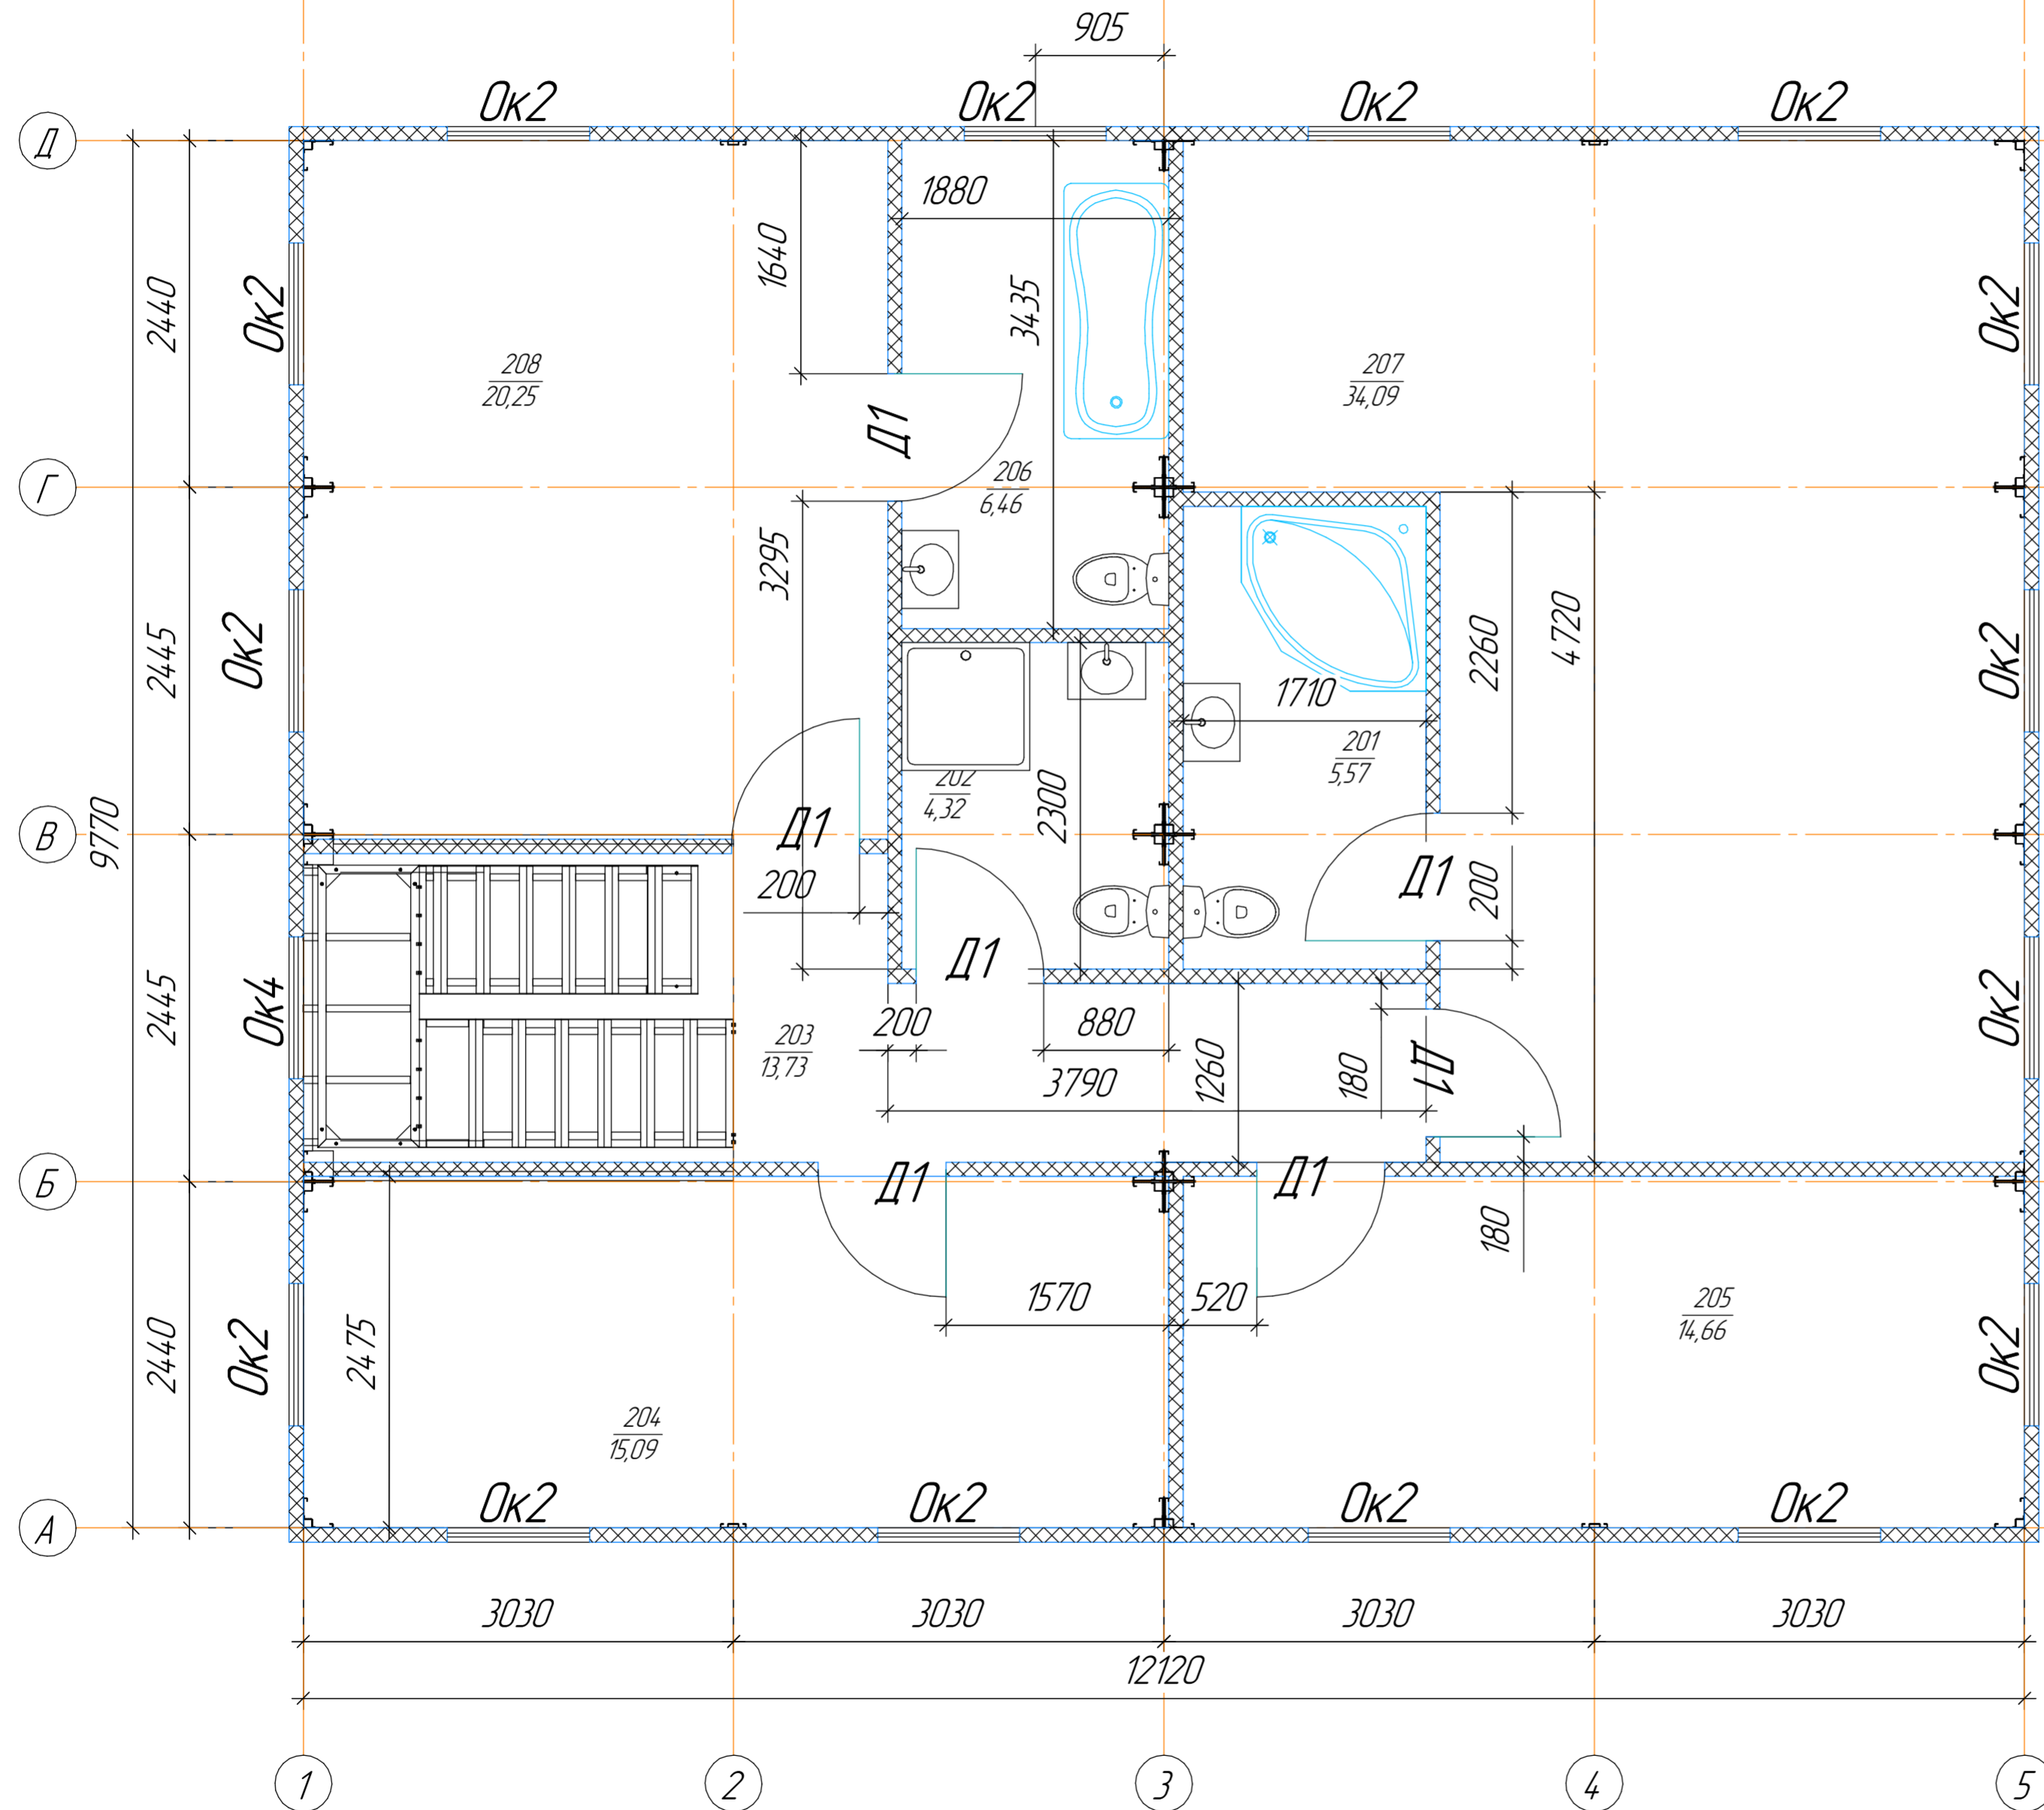 905
Ок2
Ок2
Ок2
Ок2
Д
1880
1640
2440
Ок2
3435
Ок2
208
20,25
207
34,09
Д1
Г
206
6,46
3295
2445
Ок2
2260
4720
Ок2
1710
201
5,57
202
4,32
2300
Д1
В
9770
200
Д1
200
Д1
2445
Ок4
203
13,73
200
880
1260
180
Д1
Ок2
3790
Б
Д1
Д1
180
1570
520
205
14,66
2440
Ок2
2475
Ок2
204
15,09
Ок2
Ок2
Ок2
Ок2
А
3030
3030
3030
3030
12120
1
2
3
4
5